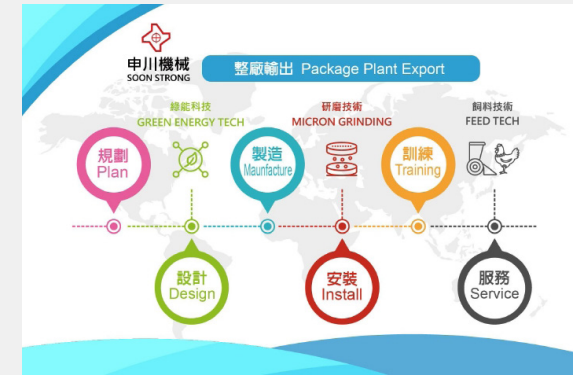 申川機械
SOON STRONG
整廠輸出 Package Plant Export
綠能科技
GREEN ENERGY TECH
研磨技術
MICRON GRINDING
飼料技術
FEED TECH
規劃
Plan
製造
Maunfacture
訓練
Training
設計
Design
安裝
Install
服務
Service